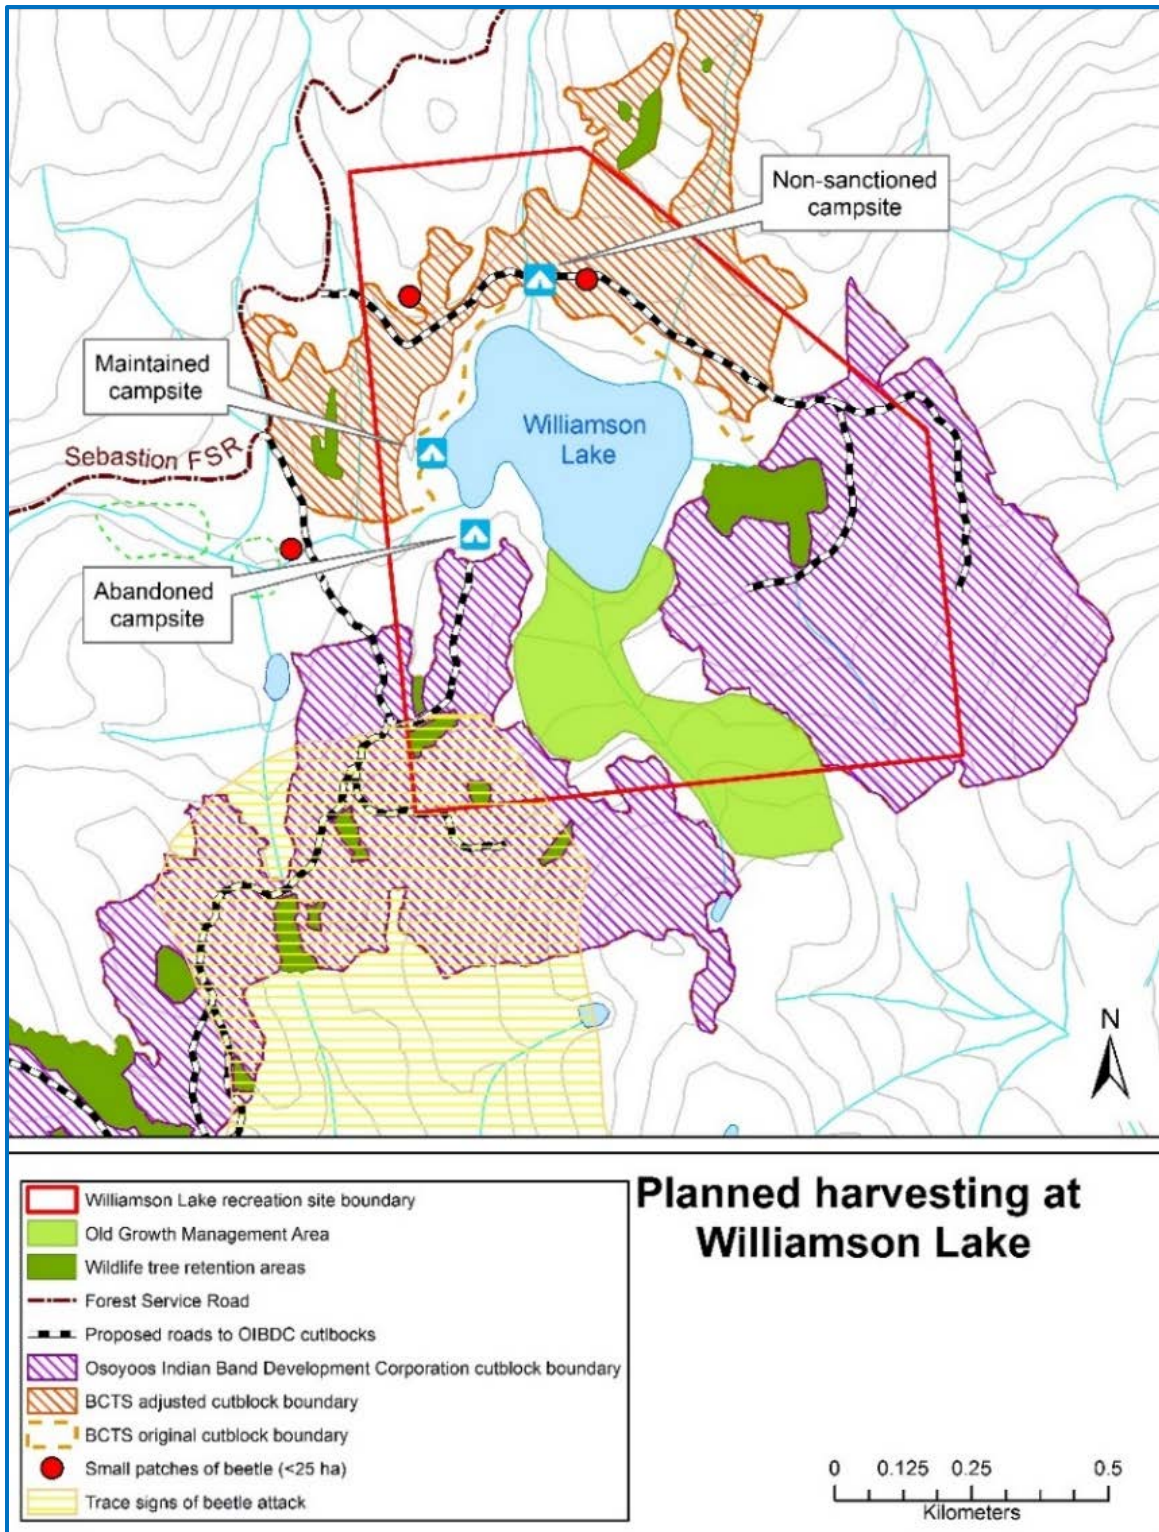 Non-sanctioned
campsite
Maintained
campsite
Williamson
Lake
Sebastion FSR
Abandoned
campsite
N
Planned harvesting at
Williamson Lake
Williamson Lake recreation site boundary
Old Growth Management Area
Wildlife tree retention areas
Forest Service Road
Proposed roads to OIBDC cutlbocks
Osoyoos Indian Band Development Corporation cutblock boundary
BCTS adjusted cutblock boundary
BCTS original cutblock boundary
Small patches of beetle (<25 ha)
Trace signs of beetle attack
0 0.125 0.25 0.5
Kilometers